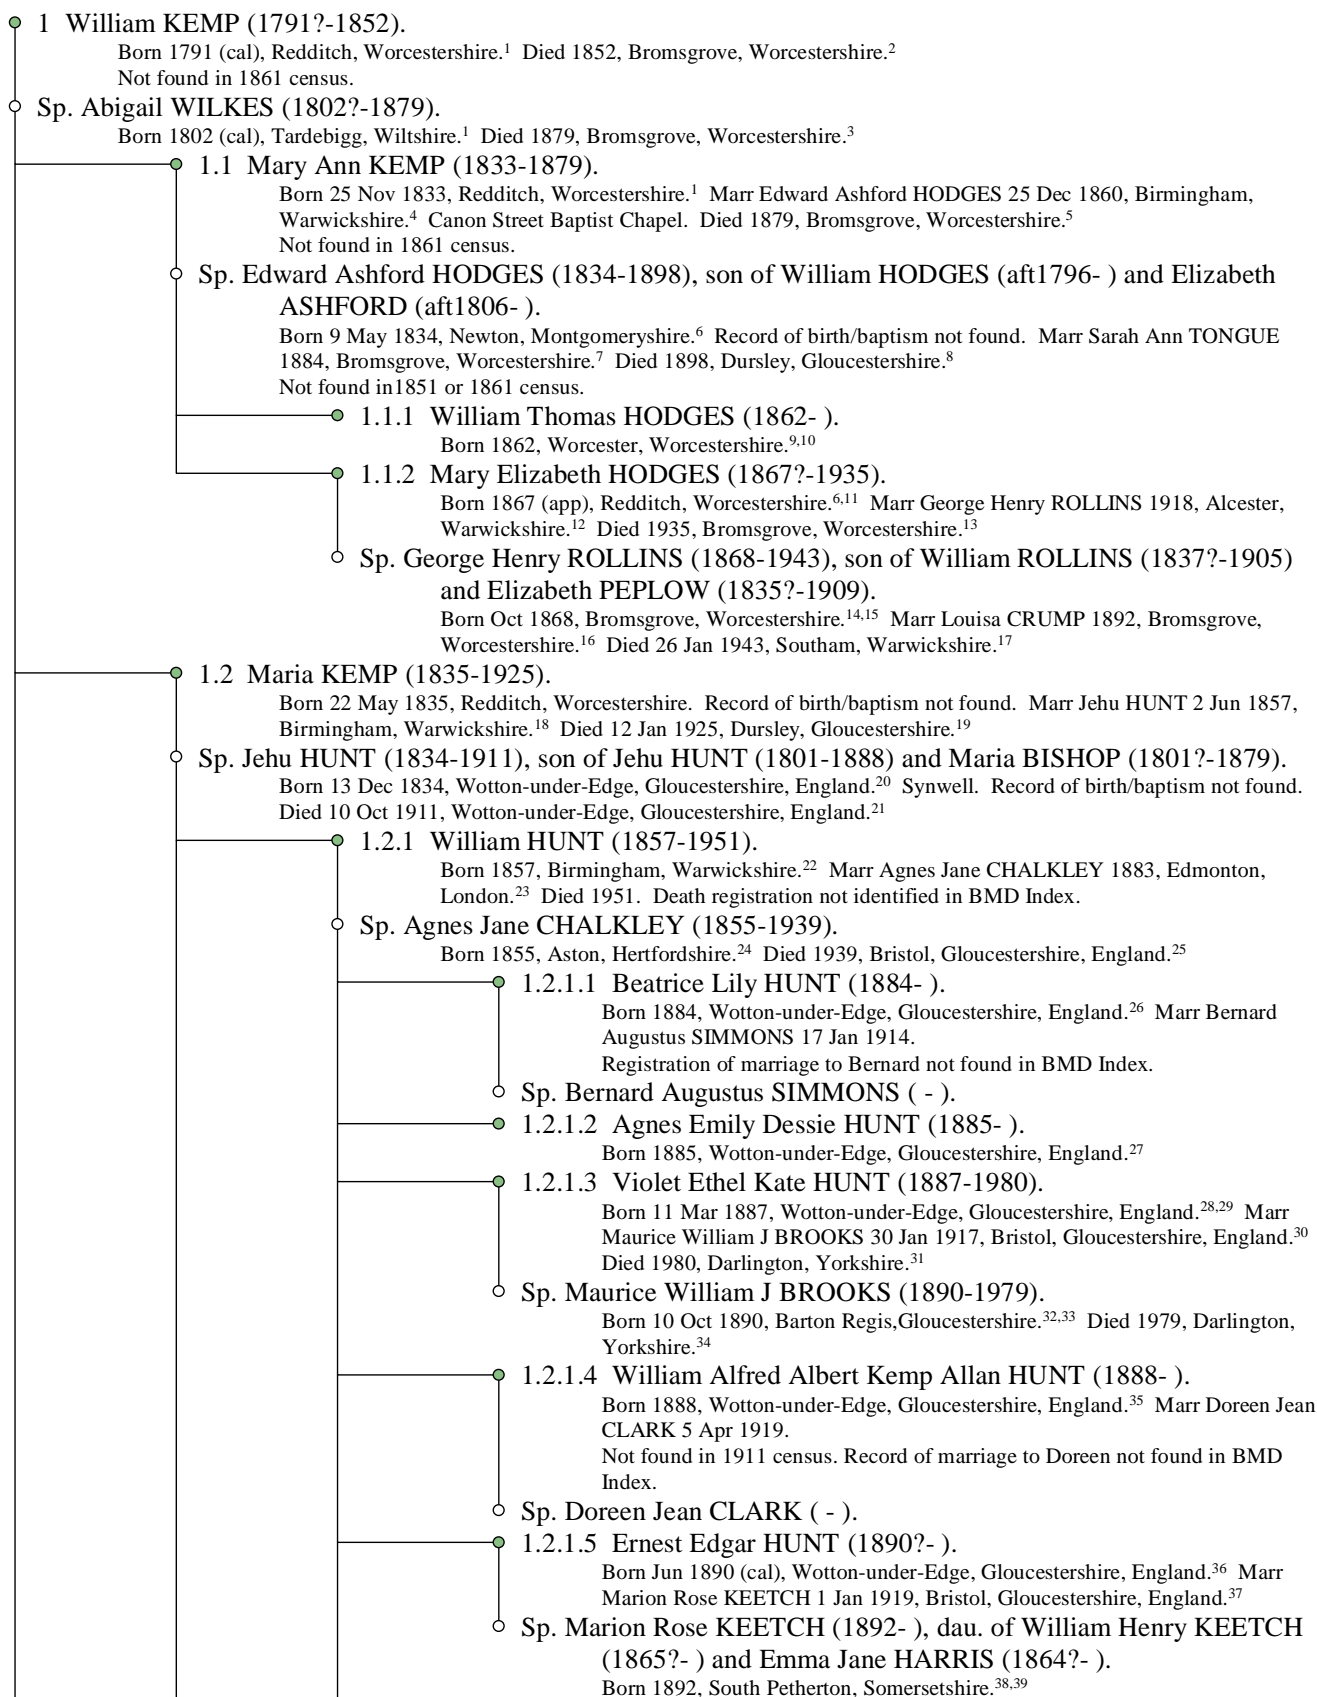 1 William KEMP (1791?-1852).
Born 1791 (cal), Redditch, Worcestershire.1 Died 1852, Bromsgrove, Worcestershire.2
Not found in 1861 census.
Sp. Abigail WILKES (1802?-1879).
Born 1802 (cal), Tardebigg, Wiltshire.1 Died 1879, Bromsgrove, Worcestershire.3
1.1 Mary Ann KEMP (1833-1879).
Born 25 Nov 1833, Redditch, Worcestershire.1 Marr Edward Ashford HODGES 25 Dec 1860, Birmingham,
Warwickshire.4 Canon Street Baptist Chapel. Died 1879, Bromsgrove, Worcestershire.5
Not found in 1861 census.
Sp. Edward Ashford HODGES (1834-1898), son of William HODGES (aft1796- ) and Elizabeth
ASHFORD (aft1806- ).
Born 9 May 1834, Newton, Montgomeryshire.6 Record of birth/baptism not found. Marr Sarah Ann TONGUE
1884, Bromsgrove, Worcestershire.7 Died 1898, Dursley, Gloucestershire.8
Not found in1851 or 1861 census.
1.1.1 William Thomas HODGES (1862- ).
Born 1862, Worcester, Worcestershire.9,10
1.1.2 Mary Elizabeth HODGES (1867?-1935).
Born 1867 (app), Redditch, Worcestershire.6,11 Marr George Henry ROLLINS 1918, Alcester,
Warwickshire.12 Died 1935, Bromsgrove, Worcestershire.13
Sp. George Henry ROLLINS (1868-1943), son of William ROLLINS (1837?-1905)
and Elizabeth PEPLOW (1835?-1909).
Born Oct 1868, Bromsgrove, Worcestershire.14,15 Marr Louisa CRUMP 1892, Bromsgrove,
Worcestershire.16 Died 26 Jan 1943, Southam, Warwickshire.17
1.2 Maria KEMP (1835-1925).
Born 22 May 1835, Redditch, Worcestershire. Record of birth/baptism not found. Marr Jehu HUNT 2 Jun 1857,
Birmingham, Warwickshire.18 Died 12 Jan 1925, Dursley, Gloucestershire.19
Sp. Jehu HUNT (1834-1911), son of Jehu HUNT (1801-1888) and Maria BISHOP (1801?-1879).
Born 13 Dec 1834, Wotton-under-Edge, Gloucestershire, England.20 Synwell. Record of birth/baptism not found.
Died 10 Oct 1911, Wotton-under-Edge, Gloucestershire, England.21
1.2.1 William HUNT (1857-1951).
Born 1857, Birmingham, Warwickshire.22 Marr Agnes Jane CHALKLEY 1883, Edmonton,
London.23 Died 1951. Death registration not identified in BMD Index.
Sp. Agnes Jane CHALKLEY (1855-1939).
Born 1855, Aston, Hertfordshire.24 Died 1939, Bristol, Gloucestershire, England.25
1.2.1.1 Beatrice Lily HUNT (1884- ).
Born 1884, Wotton-under-Edge, Gloucestershire, England.26 Marr Bernard
Augustus SIMMONS 17 Jan 1914.
Registration of marriage to Bernard not found in BMD Index.
Sp. Bernard Augustus SIMMONS ( - ).
1.2.1.2 Agnes Emily Dessie HUNT (1885- ).
Born 1885, Wotton-under-Edge, Gloucestershire, England.27
1.2.1.3 Violet Ethel Kate HUNT (1887-1980).
Born 11 Mar 1887, Wotton-under-Edge, Gloucestershire, England.28,29 Marr
Maurice William J BROOKS 30 Jan 1917, Bristol, Gloucestershire, England.30
Died 1980, Darlington, Yorkshire.31
Sp. Maurice William J BROOKS (1890-1979).
Born 10 Oct 1890, Barton Regis,Gloucestershire.32,33 Died 1979, Darlington,
Yorkshire.34
1.2.1.4 William Alfred Albert Kemp Allan HUNT (1888- ).
Born 1888, Wotton-under-Edge, Gloucestershire, England.35 Marr Doreen Jean
CLARK 5 Apr 1919.
Not found in 1911 census. Record of marriage to Doreen not found in BMD
Index.
Sp. Doreen Jean CLARK ( - ).
1.2.1.5 Ernest Edgar HUNT (1890?- ).
Born Jun 1890 (cal), Wotton-under-Edge, Gloucestershire, England.36 Marr
Marion Rose KEETCH 1 Jan 1919, Bristol, Gloucestershire, England.37
Sp. Marion Rose KEETCH (1892- ), dau. of William Henry KEETCH
(1865?- ) and Emma Jane HARRIS (1864?- ).
Born 1892, South Petherton, Somersetshire.38,39